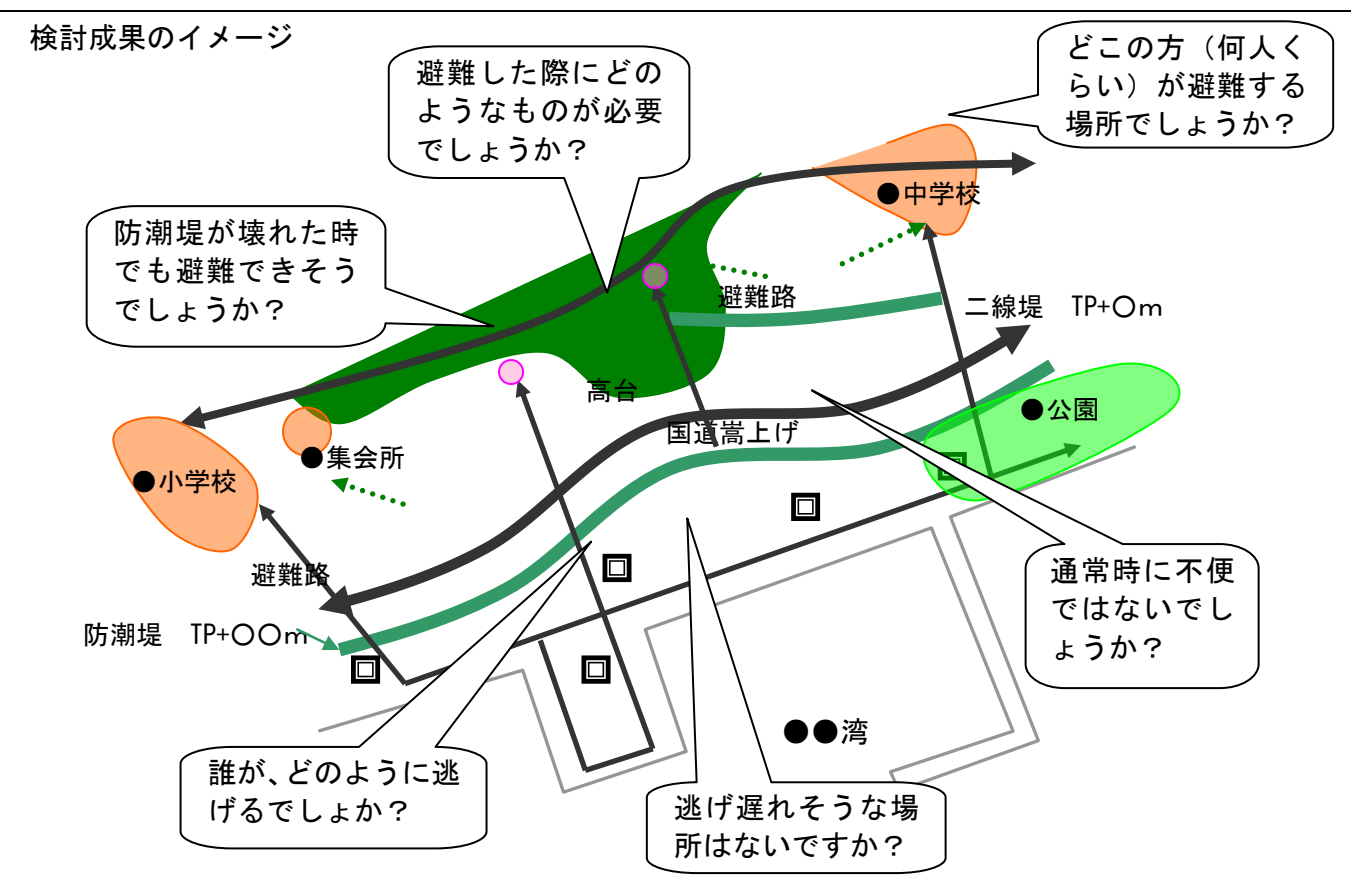 検討成果のイメージ
どこの方（何人く
らい）が避難する
場所でしょうか？
避難した際にどの
ようなものが必要
でしょうか？
●中学校
防潮堤が壊れた時
でも避難できそう
でしょうか？
避難路
二線堤　TP+〇m
高台
●公園
国道嵩上げ
●集会所
●小学校
避難路
通常時に不便
ではないでし
ょうか？
防潮堤　TP+〇〇m
●●湾
誰が、どのように逃
げるでしょか？
逃げ遅れそうな場
所はないですか？